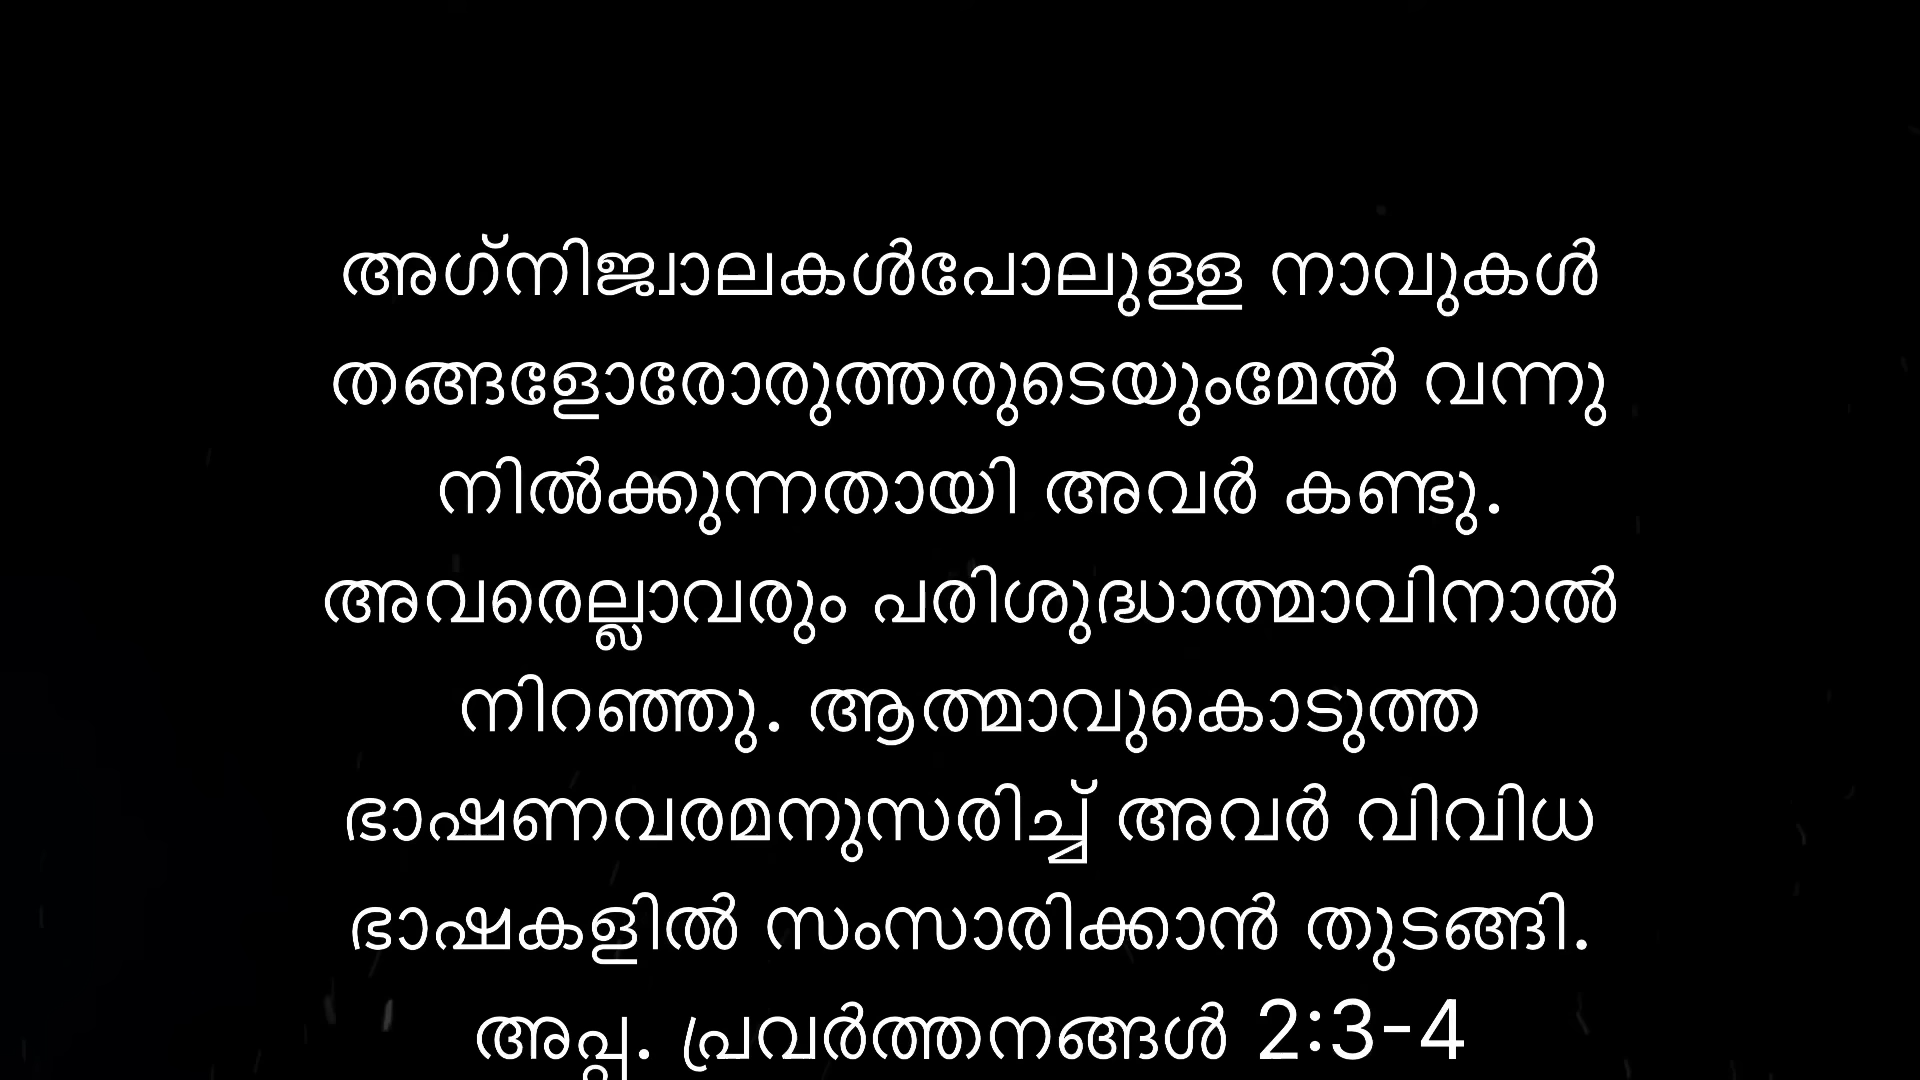 അഗ്‌നിജ്വാലകൾപോലുള്ള നാവുകൾ
തങ്ങളോരോരുത്തരുടെയുംമേൽ വന്നു
നിൽക്കുന്നതായി അവർ കണ്ടു.
അവരെല്ലാവരും പരിശുദ്ധാത്മാവിനാൽ
നിറഞ്ഞു. ആത്മാവുകൊടുത്ത
ഭാഷണവരമനുസരിച്ച് അവർ വിവിധ
ഭാഷകളിൽ സംസാരിക്കാൻ തുടങ്ങി.
അപ്പ. പ്രവർത്തനങ്ങൾ 2:3-4